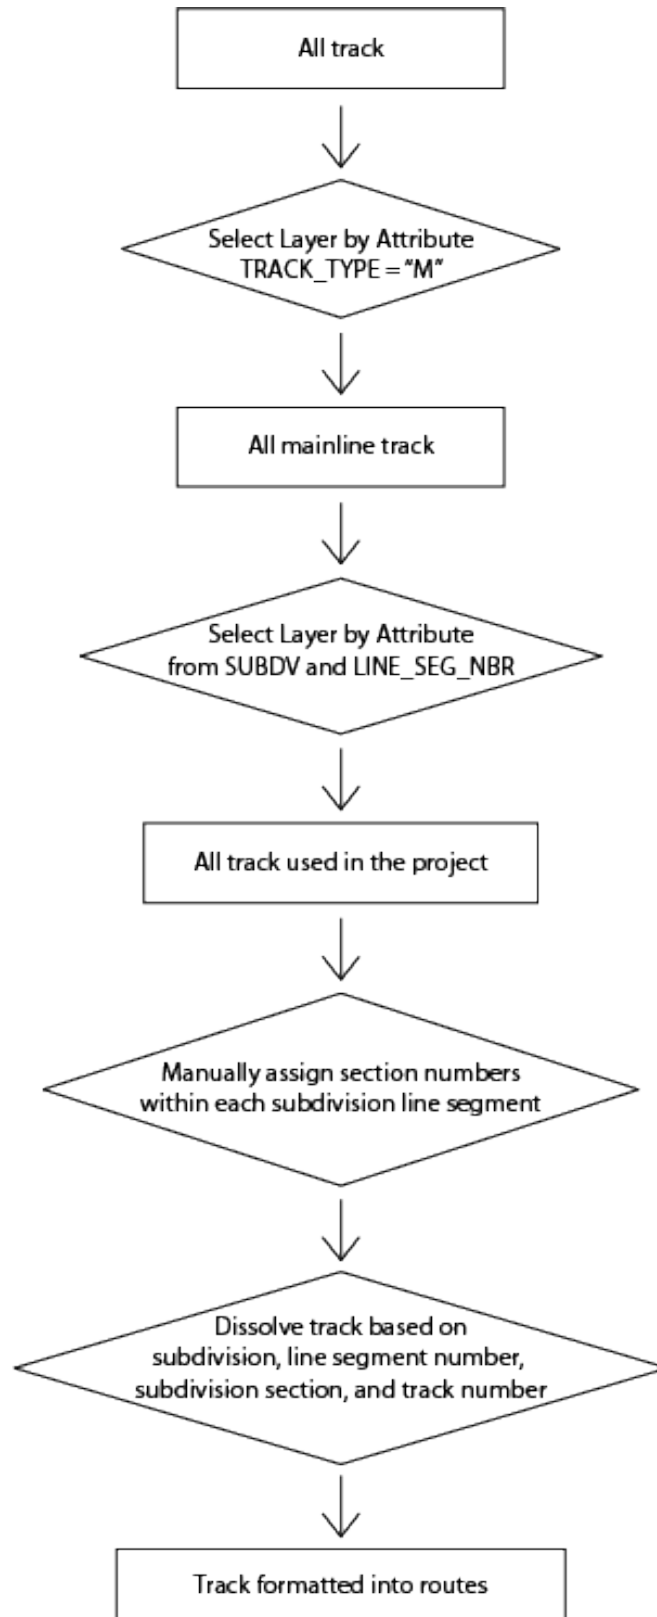 All track
Select Layer by Attribute
TRACK_TYPE = “M”
All mainline track
Select Layer by Attribute
from SUBDV and LINE_SEG_NBR
All track used in the project
Manually assign section numbers
within each subdivision line segment
Dissolve track based on
subdivision, line segment number,
subdivision section, and track number
Track formatted into routes